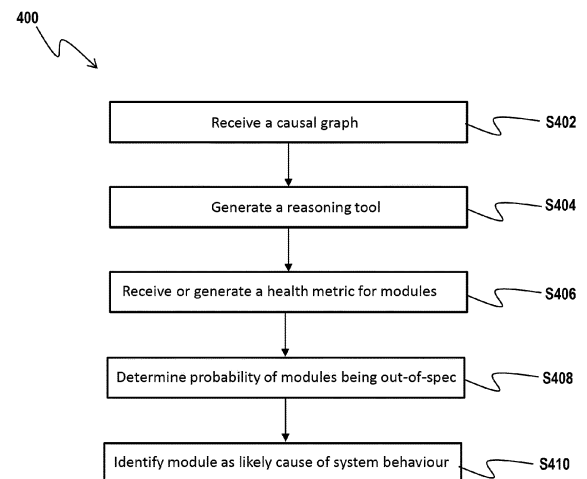 400
Receive a causal graph
S402
Generate a reasoning tool
S404
Receive or generate a health metric for modules
S406
Determine probability of modules being out-of-spec
S408
Identify module as likely cause of system behaviour
S410